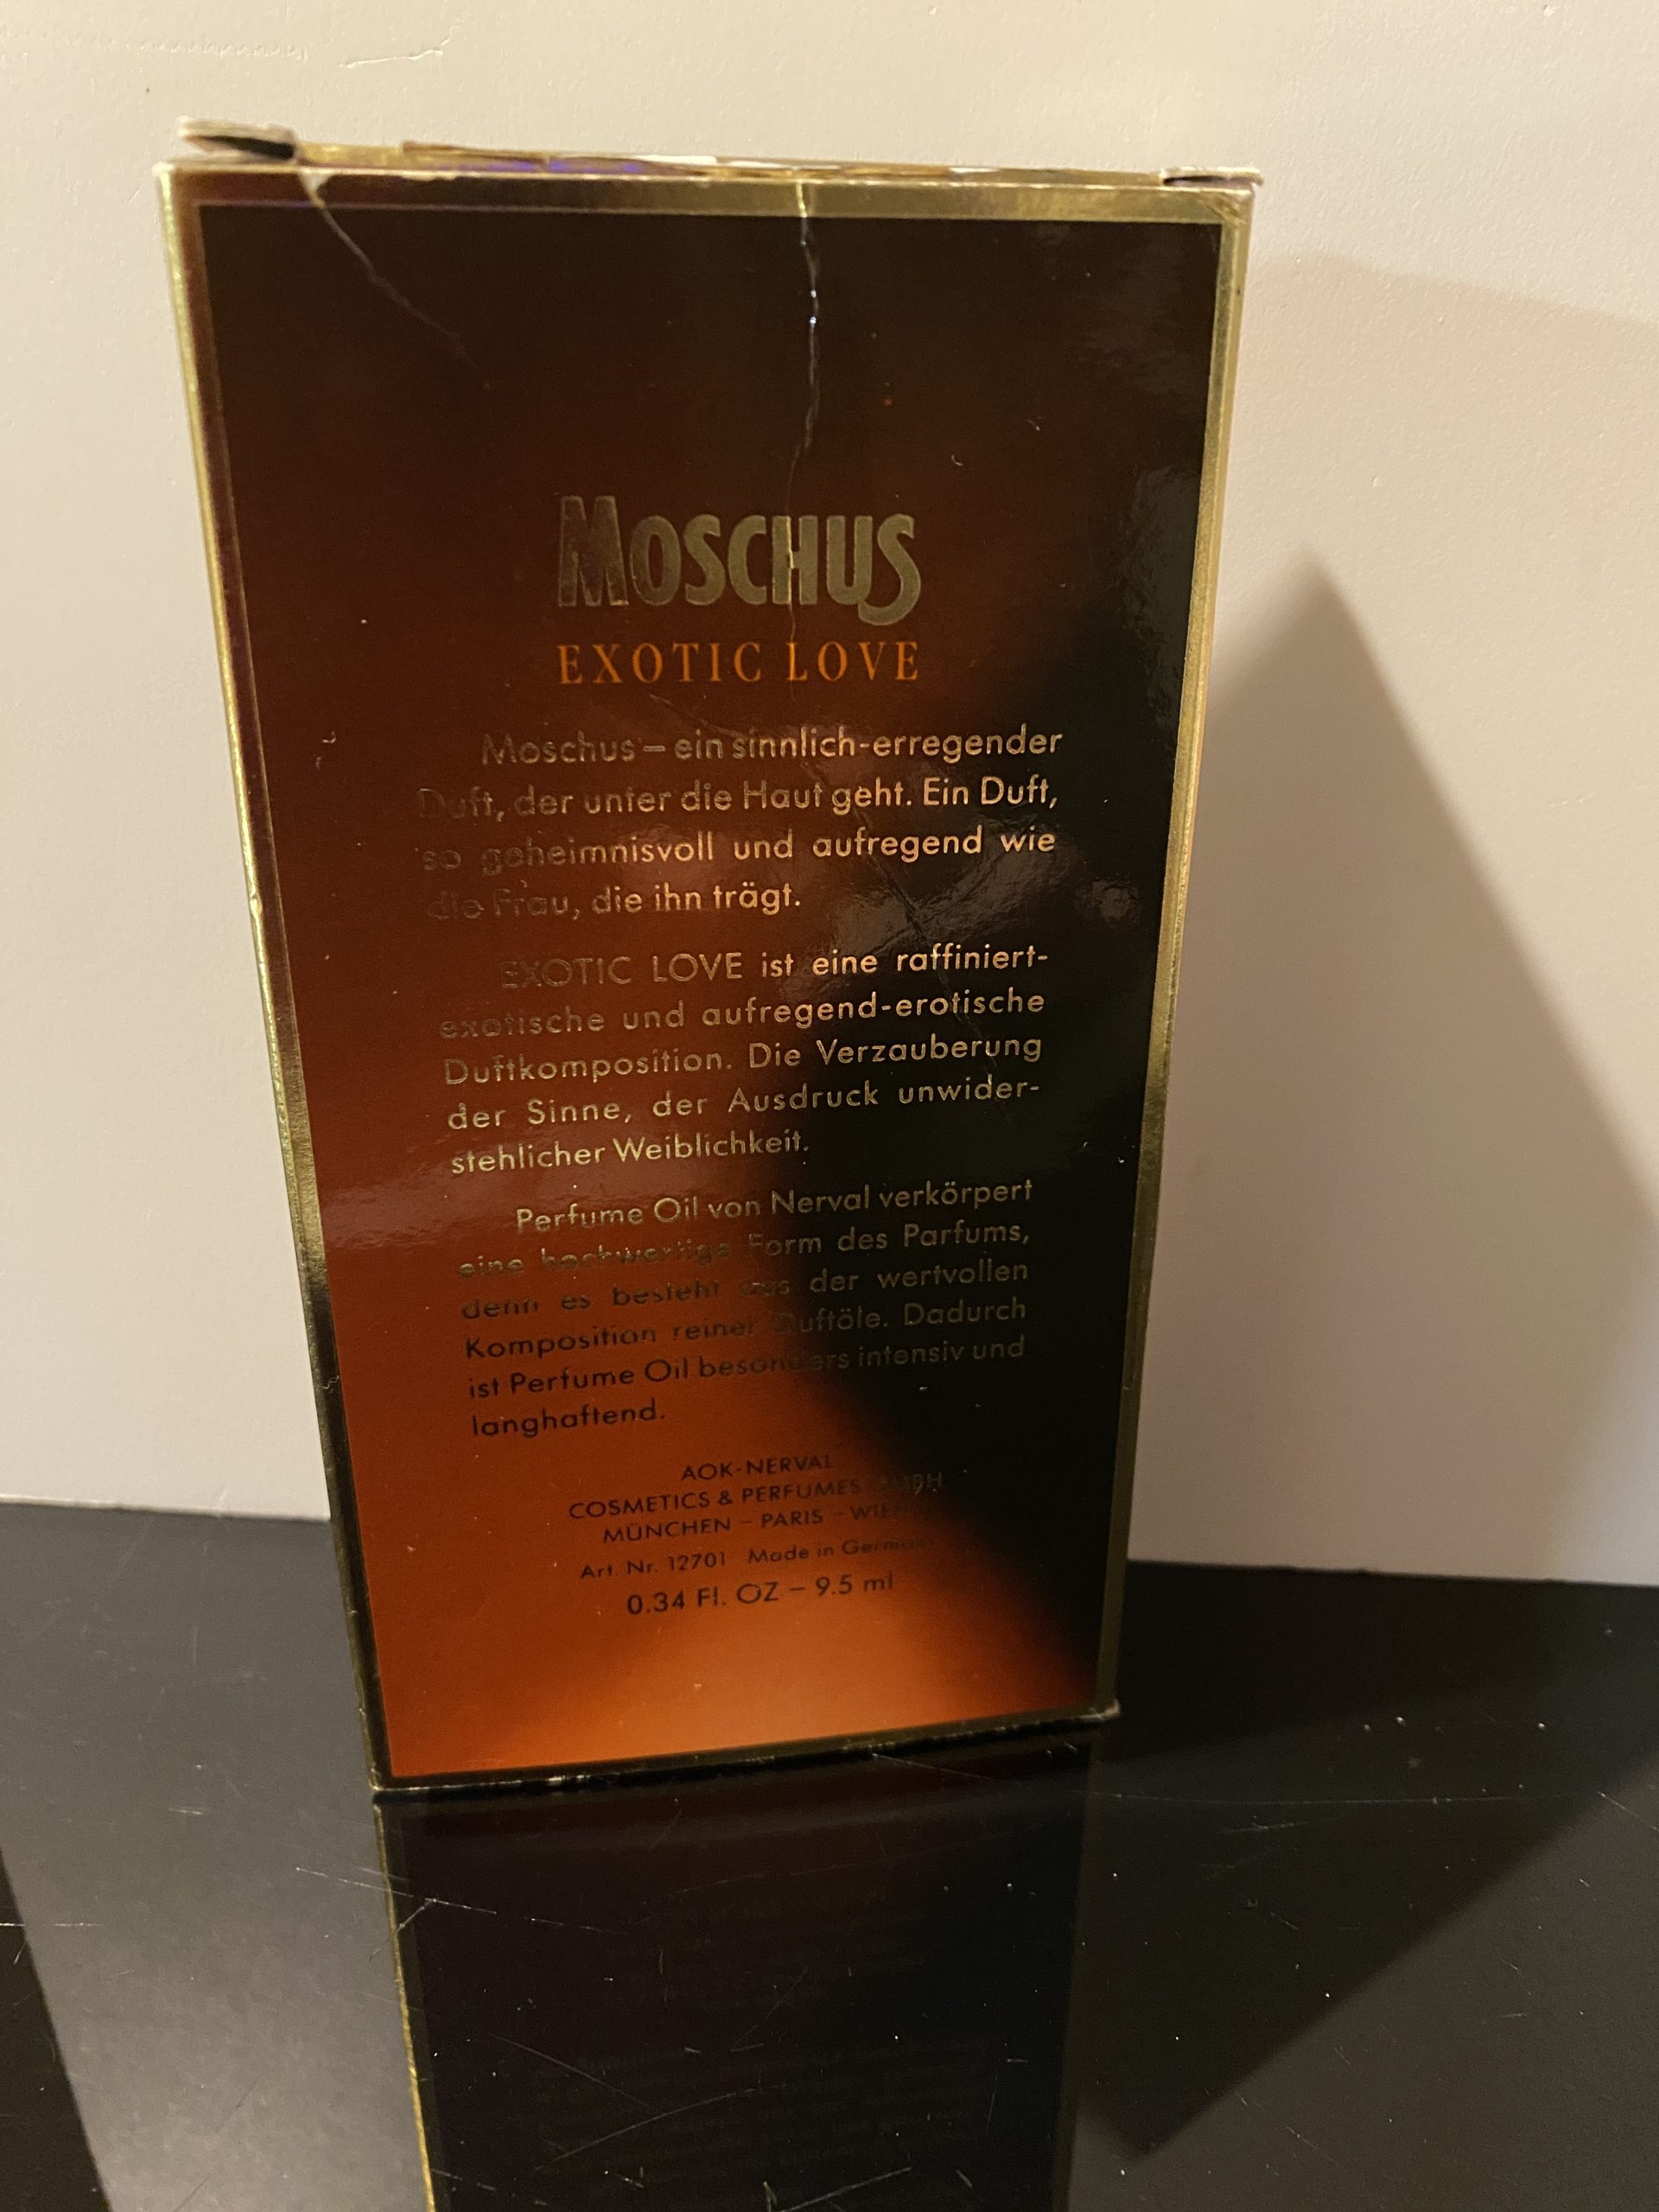 MOSCHUS
EXOTIC LOVE
Moschus – ein sinnlich-erregender
Duft, der unter die Haut geht. Ein Duft,
so geheimnisvoll und aufregend wie
die Frau, die ihn trägt.
EXOTIC LOVE ist eine raffiniert-
exotische und aufregend-erotische
Duftkomposition. Die Verzauberung
der Sinne, der Ausdruck unwider-
stehlicher Weiblichkeit.
Perfume Oil von Nerval verkörpert
eine hochwertige Form des Parfums,
denn es besteht aus der wertvollen
Komposition reiner Duftöle. Dadurch
ist Perfume Oil besonders intensiv und
langhaftend.
AOK-NERVAL
COSMETICS & PERFUMES GMBH
MÜNCHEN – PARIS – WIEN
Art. Nr. 12701 Made in Germany
0.34 Fl. OZ – 9.5 ml